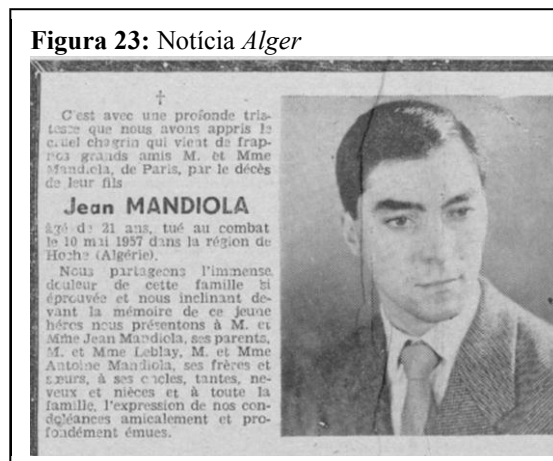 Figura 23: Notícia Alger
†
C'est avec une profonde tris-
tesse que nous avons appris le
cruel chagrin qui vient de frap-
nos grands amis M. et Mme
Mandiola, de Paris, par le décès
de leur fils
Jean MANDIOLA
âgé de 21 ans, tué au combat
le 10 mai 1957 dans la région de
Hoche (Algérie).
Nous partageons l'immense
douleur de cette famille si
éprouvée et nous inclinant de-
vant la mémoire de ce jeune
héros nous présentons à M. et
Mme Jean Mandiola, ses parents,
M. et Mme Leblay, M. et Mme
Antoine Mandiola, ses frères et
sœurs, à ses oncles, tantes, ne-
veux et nièces et à toute la
famille, l'expression de nos con-
doléances amicalement et pro-
fondément émues.